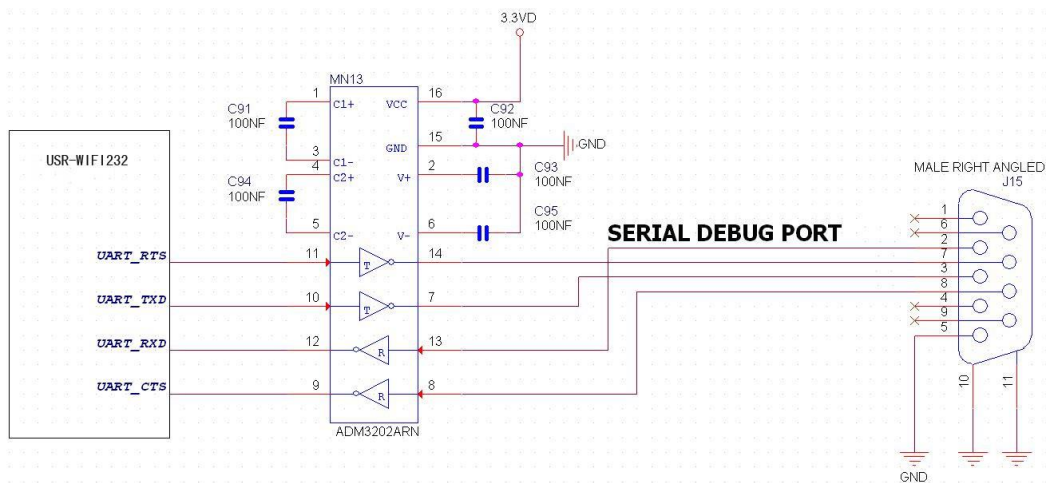 3.3VD
MN13
1 C1+ VCC 16
C91
100NF
C92
100NF
3 C1- GND 15
GND
4 C2+ V+ 2
C94
100NF
C93
100NF
5 C2- V- 6
C95
100NF
USR-WIFI232
SERIAL DEBUG PORT
UART_RTS 11 T 14
UART_TXD 10 T 7
UART_RXD 12 R 13
UART_CTS 9 R 8
ADM3202ARN
MALE RIGHT ANGLED
J15
1
6
2
7
3
8
4
9
5
10
11
GND